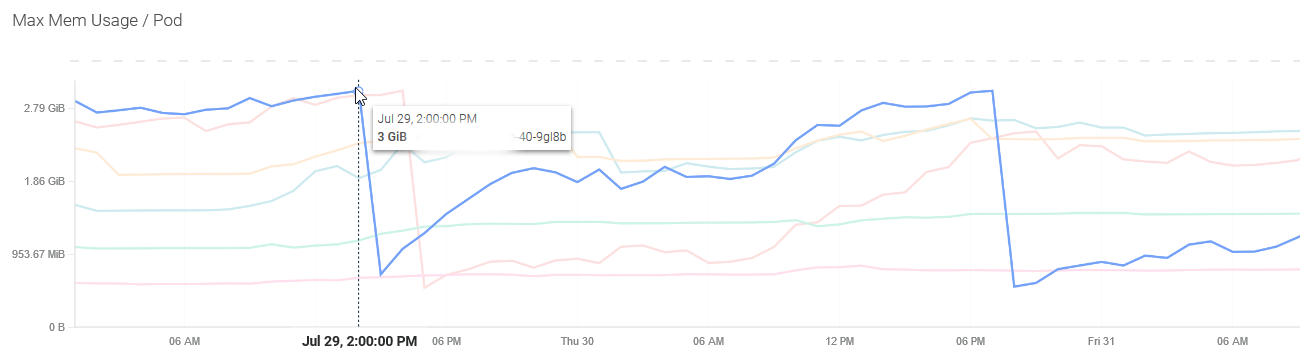 Max Mem Usage / Pod
2.79 GiB
1.86 GiB
953.67 MiB
0 B
Jul 29, 2:00:00 PM
3 GiB -40-9gl8b
06 AM Jul 29, 2:00:00 PM 06 PM Thu 30 06 AM 12 PM 06 PM Fri 31 06 AM